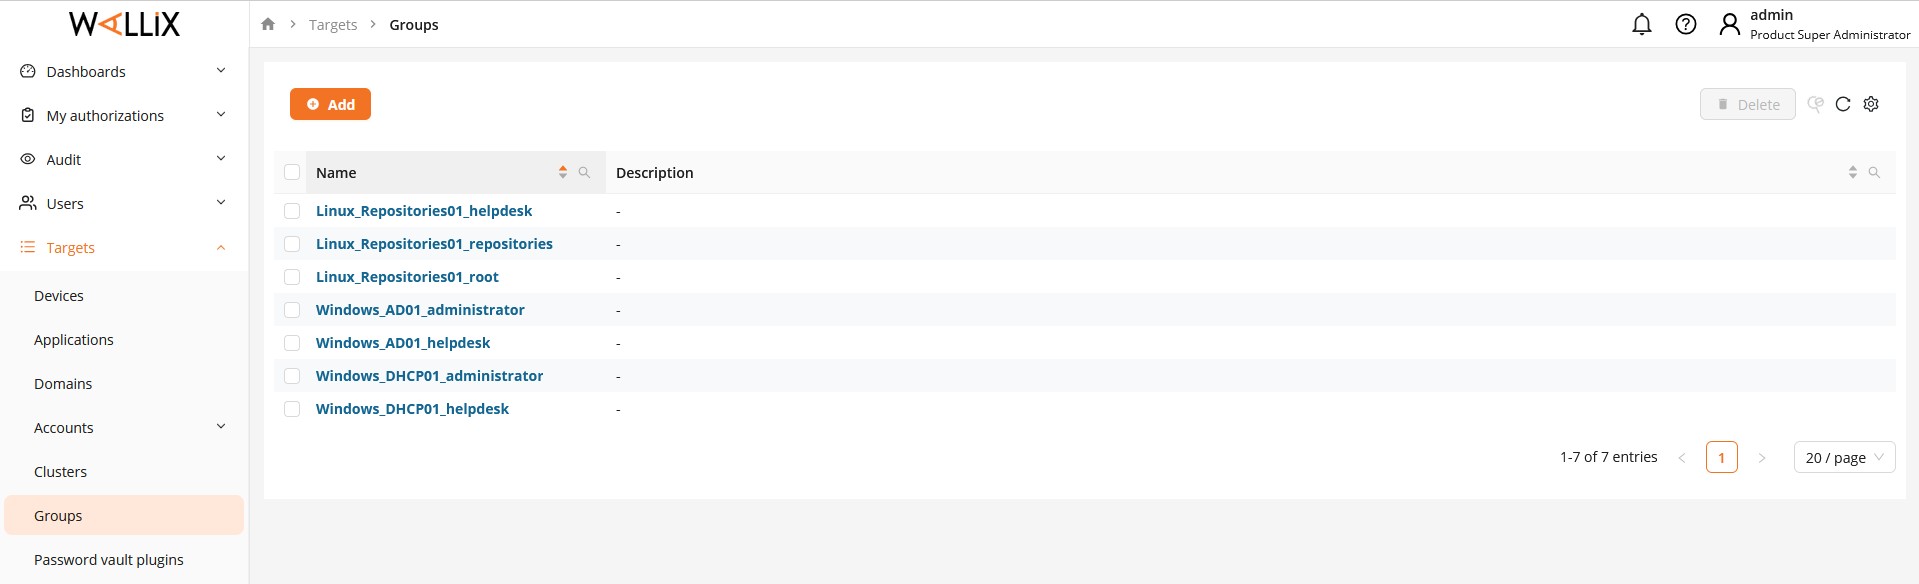 WALLIX
Targets
Groups
admin
Product Super Administrator
Dashboards
My authorizations
Audit
Users
Targets
Devices
Applications
Domains
Accounts
Clusters
Groups
Password vault plugins
Add
Delete
Name
Description
Linux_Repositories01_helpdesk -
Linux_Repositories01_repositories -
Linux_Repositories01_root -
Windows_AD01_administrator -
Windows_AD01_helpdesk -
Windows_DHCP01_administrator -
Windows_DHCP01_helpdesk -
1-7 of 7 entries
1
20 / page